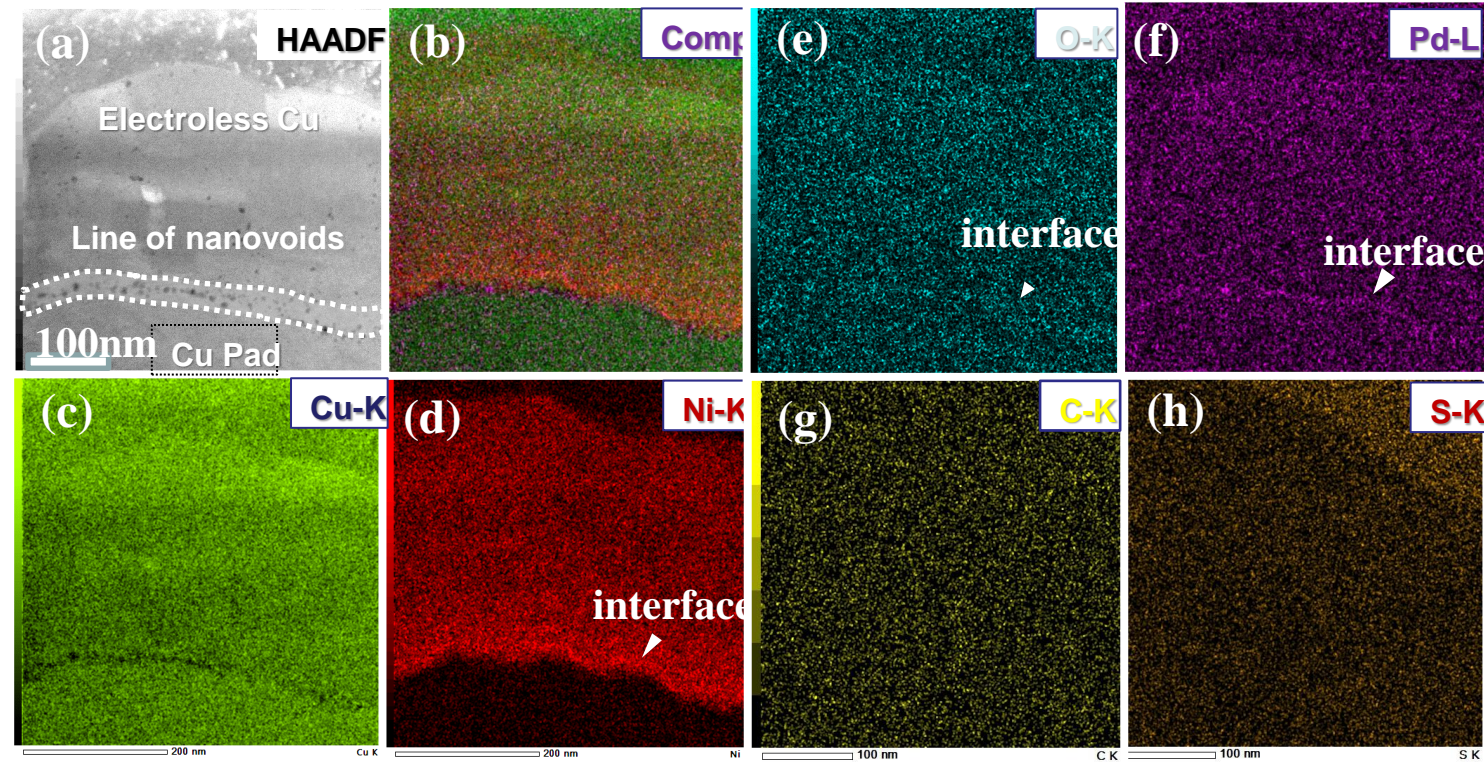 (a)
HAADF
Electroless Cu
Line of nanovoids
100nm
Cu Pad
(b)
Comp
(e)
O-K
interface
(f)
Pd-L
interface
(c)
Cu-K
200 nm
Cu K
(d)
Ni-K
interface
200 nm
Ni
(g)
C-K
100 nm
C K
(h)
S-K
100 nm
S K